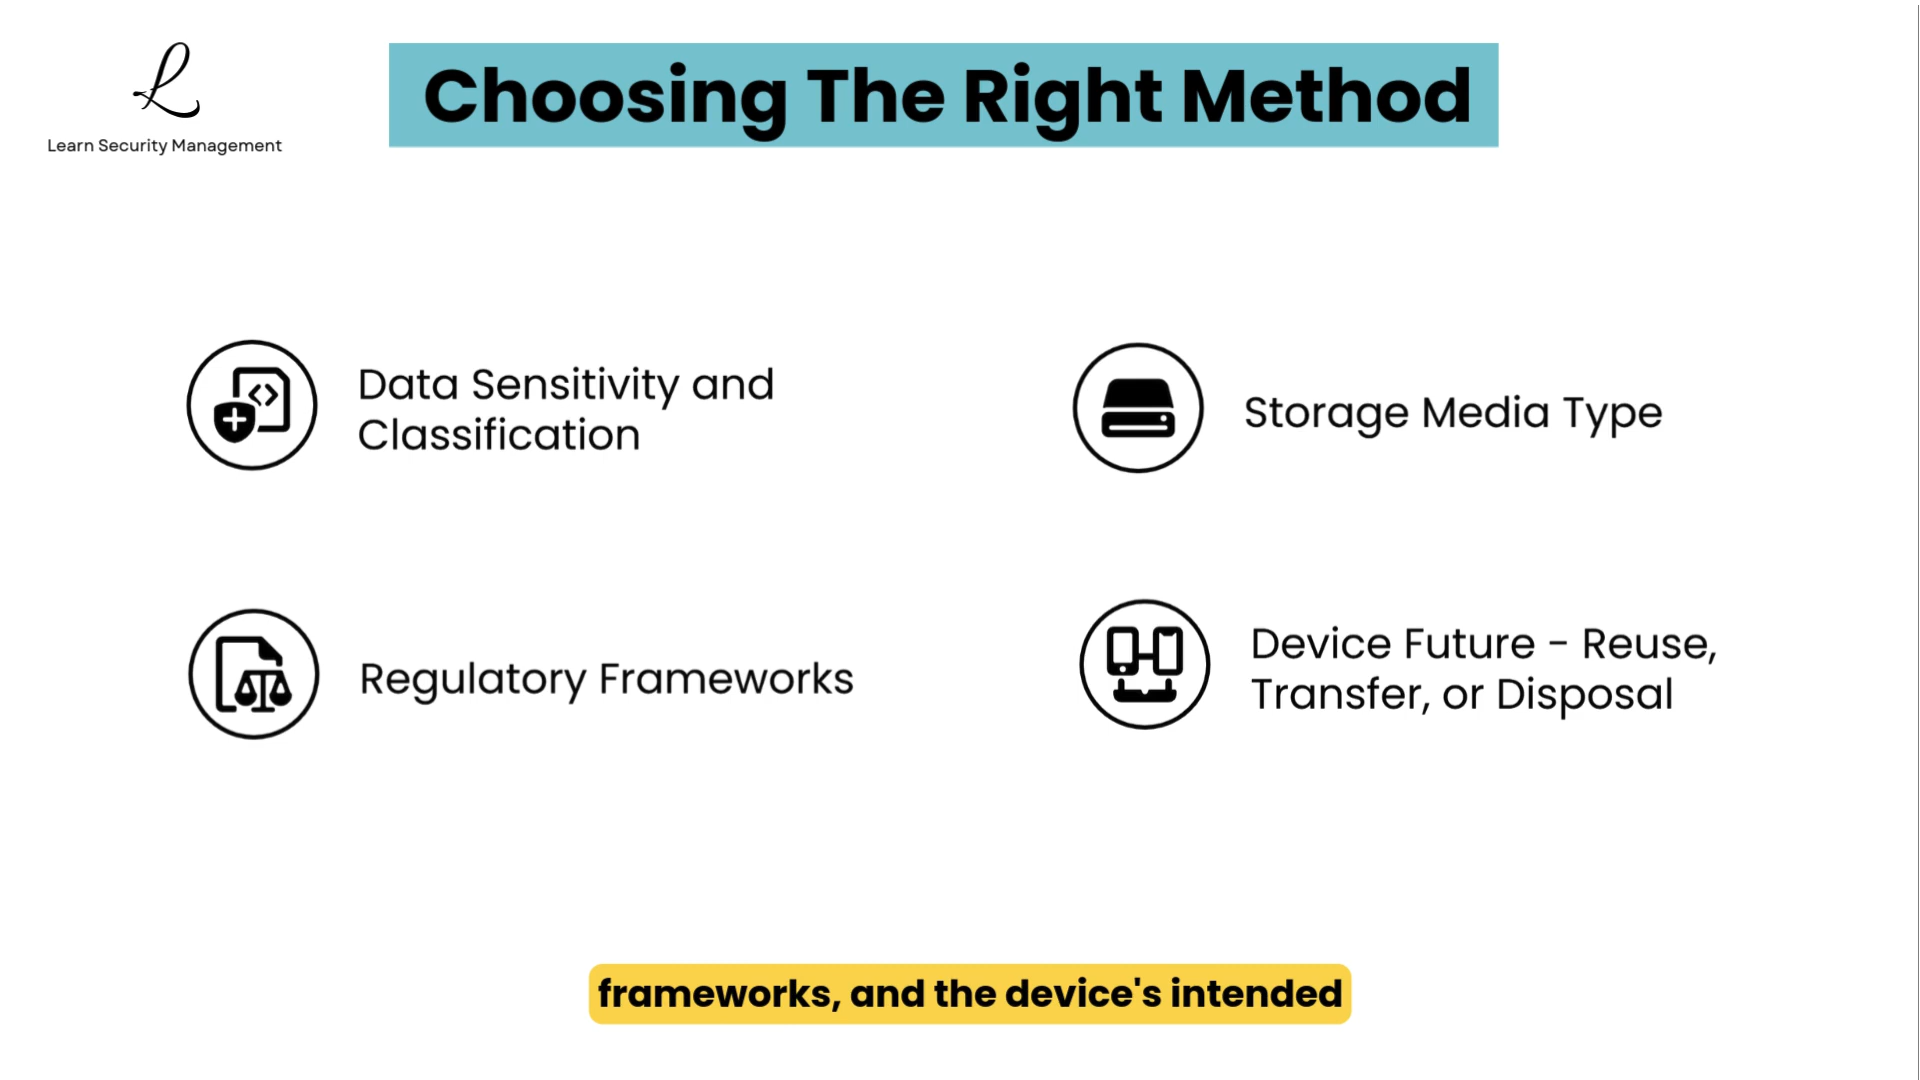 L
Learn Security Management
Choosing The Right Method
Data Sensitivity and
Classification
Storage Media Type
Regulatory Frameworks
Device Future - Reuse,
Transfer, or Disposal
frameworks, and the device's intended